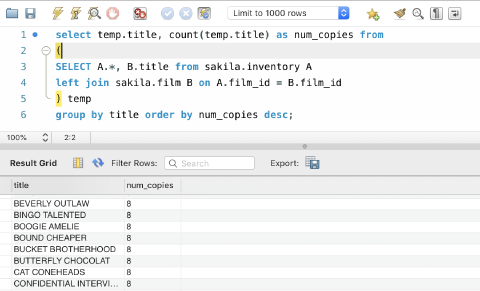 Limit to 1000 rows
1 select temp.title, count(temp.title) as num_copies from
2 (
3 SELECT A.*, B.title from sakila.inventory A
4 left join sakila.film B on A.film_id = B.film_id
5 ) temp
6 group by title order by num_copies desc;
100% 2:2
Result Grid Filter Rows: Search Export:
title num_copies
BEVERLY OUTLAW 8
BINGO TALENTED 8
BOOGIE AMELIE 8
BOUND CHEAPER 8
BUCKET BROTHERHOOD 8
BUTTERFLY CHOCOLAT 8
CAT CONEHEADS 8
CONFIDENTIAL INTERVI... 8